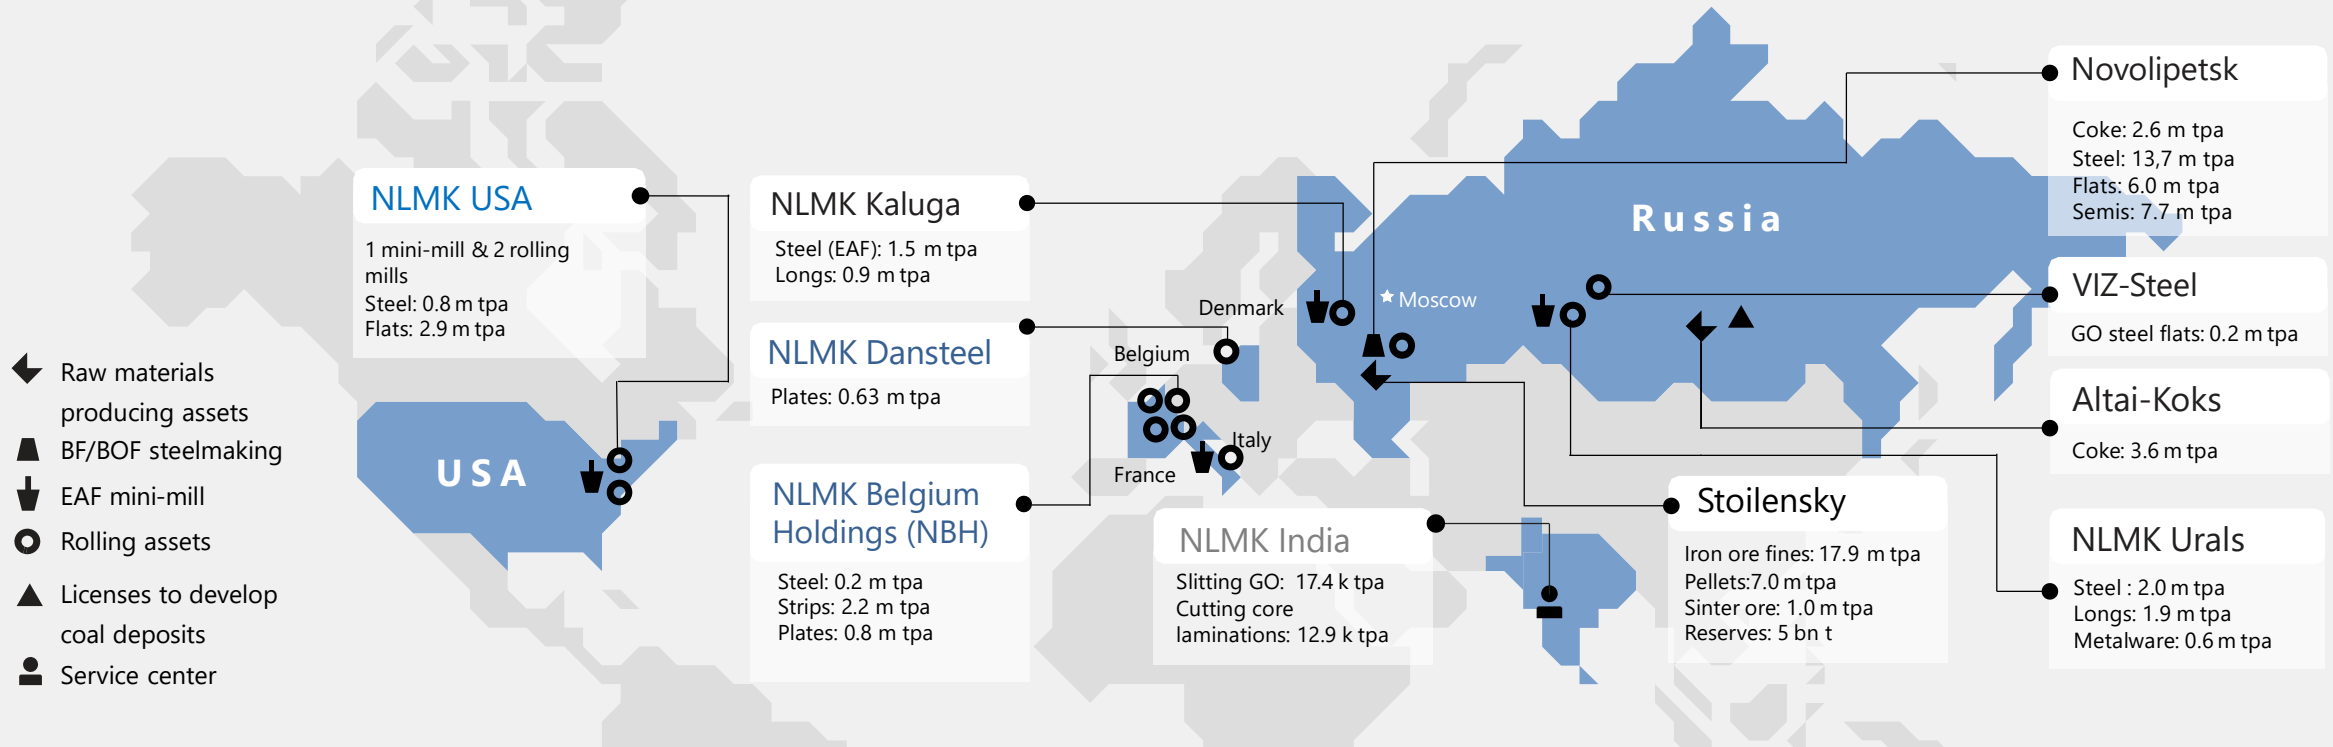 NLMK USA
1 mini-mill & 2 rolling
mills
Steel: 0.8 m tpa
Flats: 2.9 m tpa
Raw materials
producing assets
BF/BOF steelmaking
EAF mini-mill
Rolling assets
Licenses to develop
coal deposits
Service center
USA
NLMK Kaluga
Steel (EAF): 1.5 m tpa
Longs: 0.9 m tpa
NLMK Dansteel
Plates: 0.63 m tpa
NLMK Belgium
Holdings (NBH)
Steel: 0.2 m tpa
Strips: 2.2 m tpa
Plates: 0.8 m tpa
Denmark
Belgium
Italy
France
NLMK India
Slitting GO: 17.4 k tpa
Cutting core
laminations: 12.9 k tpa
Russia
Moscow
Stoilensky
Iron ore fines: 17.9 m tpa
Pellets:7.0 m tpa
Sinter ore: 1.0 m tpa
Reserves: 5 bn t
Novolipetsk
Coke: 2.6 m tpa
Steel: 13,7 m tpa
Flats: 6.0 m tpa
Semis: 7.7 m tpa
VIZ-Steel
GO steel flats: 0.2 m tpa
Altai-Koks
Coke: 3.6 m tpa
NLMK Urals
Steel : 2.0 m tpa
Longs: 1.9 m tpa
Metalware: 0.6 m tpa